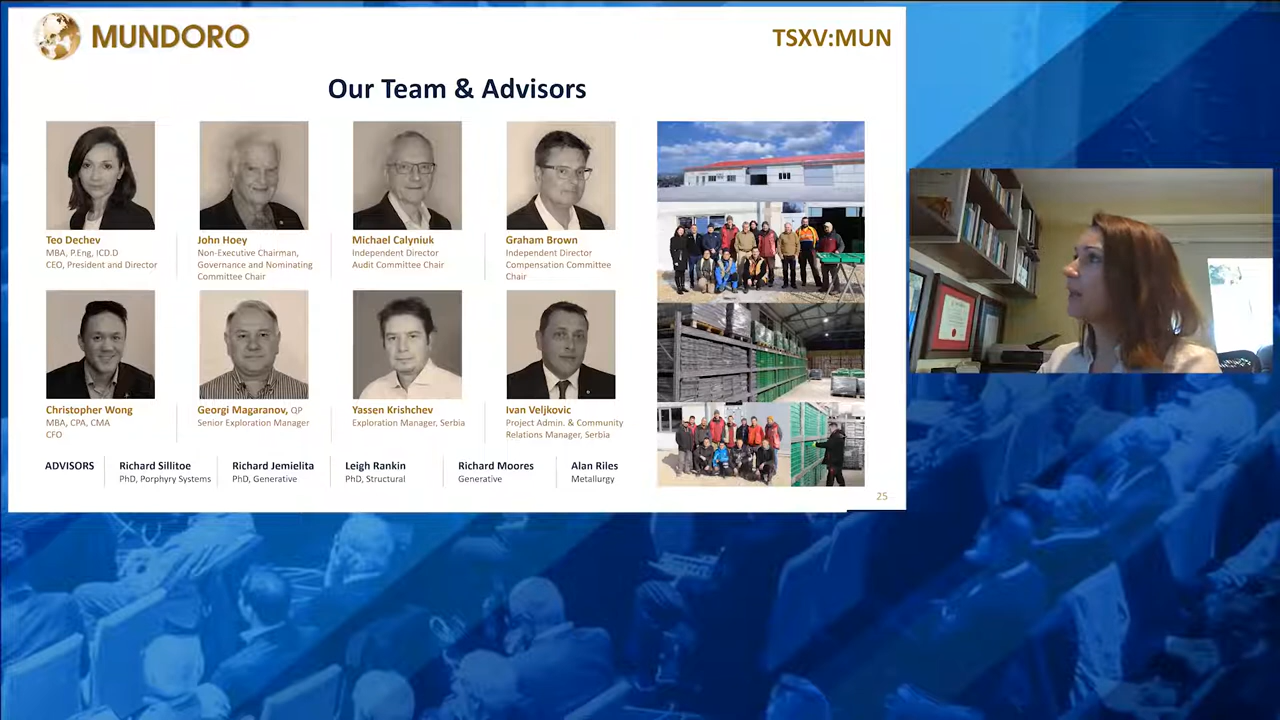 MUNDORO
TSXV:MUN
Our Team & Advisors
Teo Dechev
MBA, P.Eng, ICD.D
CEO, President and Director
John Hoey
Non-Executive Chairman,
Governance and Nominating
Committee Chair
Michael Calyniuk
Independent Director
Audit Committee Chair
Graham Brown
Independent Director
Compensation Committee
Chair
Christopher Wong
MBA, CPA, CMA
CFO
Georgi Magaranov, QP
Senior Exploration Manager
Yassen Krishchev
Exploration Manager, Serbia
Ivan Veljkovic
Project Admin. & Community
Relations Manager, Serbia
ADVISORS
Richard Sillitoe
PhD, Porphyry Systems
Richard Jemielita
PhD, Generative
Leigh Rankin
PhD, Structural
Richard Moores
Generative
Alan Riles
Metallurgy
25